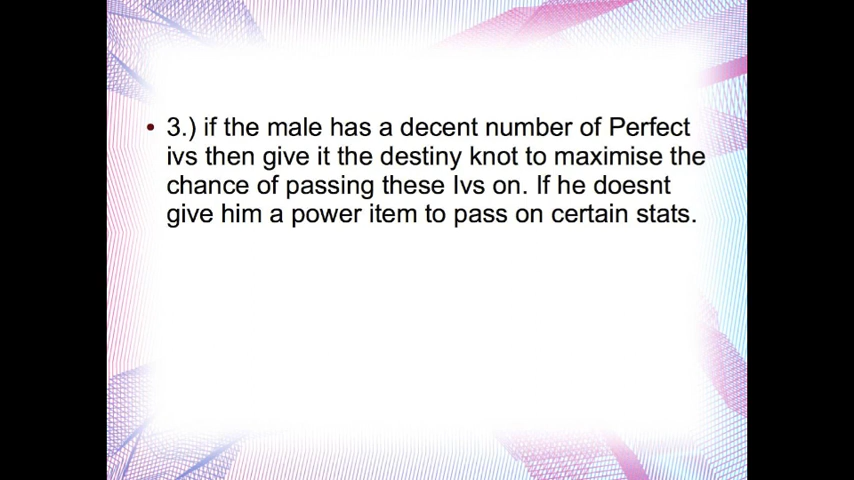 • 3.) if the male has a decent number of Perfect
ivs then give it the destiny knot to maximise the
chance of passing these Ivs on. If he doesnt
give him a power item to pass on certain stats.